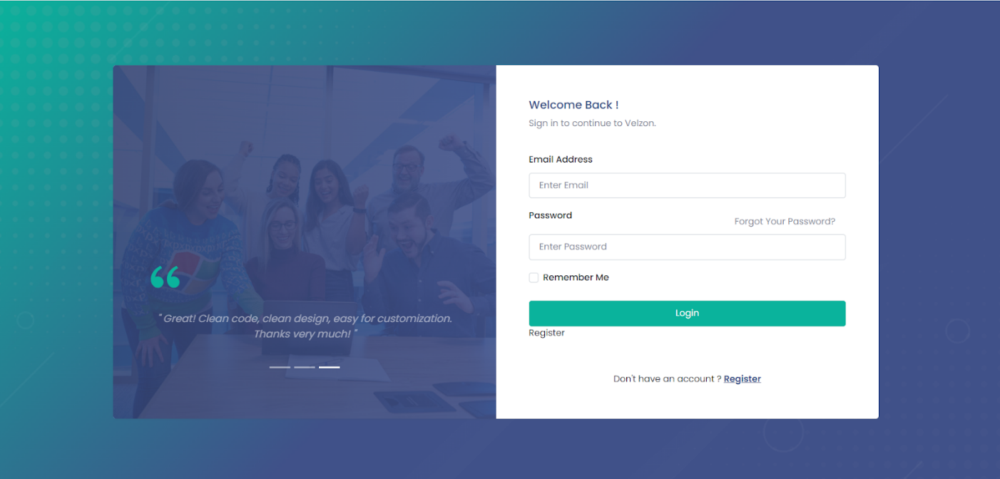 Welcome Back !
Sign in to continue to Velzon.
Email Address
Enter Email
Password
Forgot Your Password?
Enter Password
Remember Me
Login
Register
Don't have an account ? Register
“
" Great! Clean code, clean design, easy for customization.
Thanks very much! "